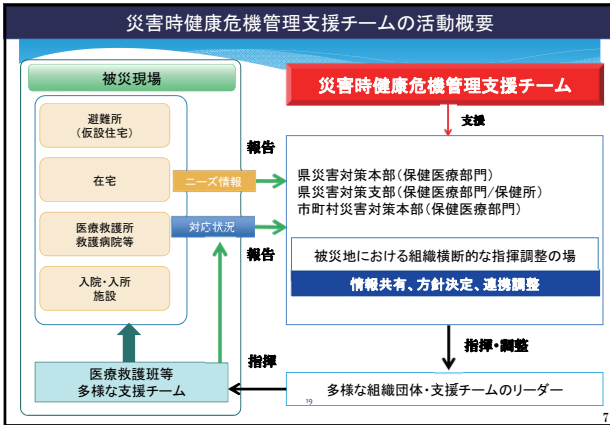 災害時健康危機管理支援チームの活動概要
被災現場
避難所
(仮設住宅)
在宅
医療救護所
救護病院等
入院・入所
施設
医療救護班等
多様な支援チーム
ニーズ情報
対応状況
報告
報告
指揮
災害時健康危機管理支援チーム
支援
県災害対策本部(保健医療部門)
県災害対策支部(保健医療部門/保健所)
市町村災害対策本部(保健医療部門)
被災地における組織横断的な指揮調整の場
情報共有、方針決定、連携調整
指揮・調整
多様な組織団体・支援チームのリーダー
19
7